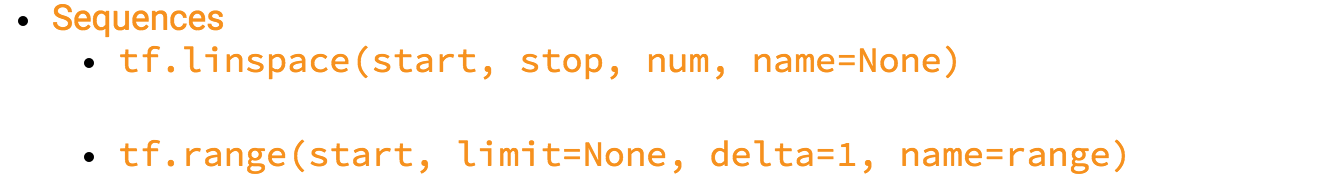 Sequences
tf.linspace(start, stop, num, name=None)
tf.range(start, limit=None, delta=1, name=range)